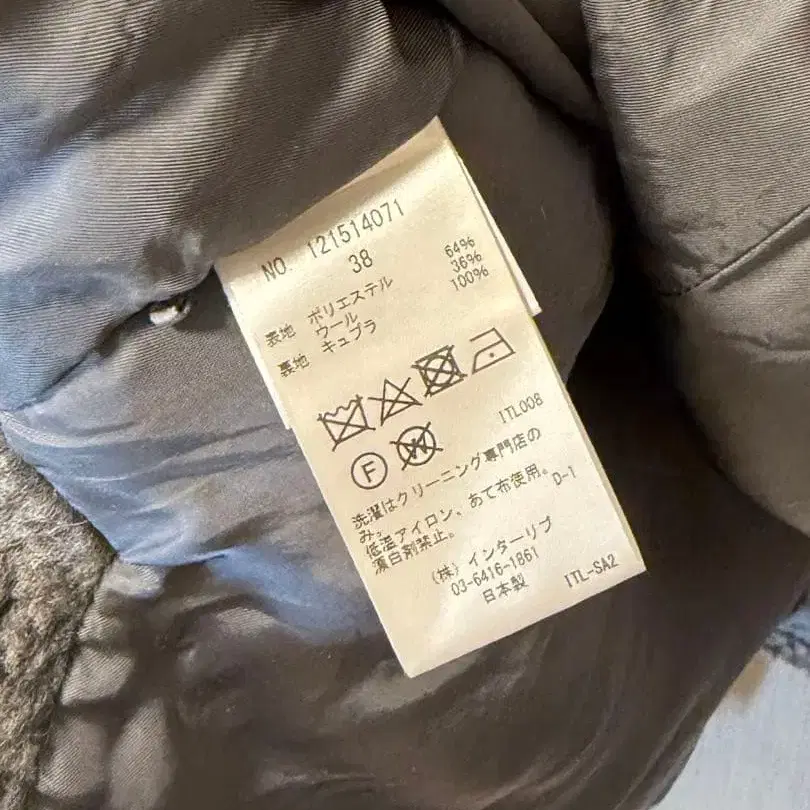 NO. 121514071
38
表地 ポリエステル 64%
ウール 36%
裏地 キュプラ 100%
ITL008
F W
洗濯はクリーニング専門店の
み。
低温アイロン、あて布使用。
漂白剤禁止。 D-1
(株) インターリブ
03-6416-1861
日本製 ITL-SA2